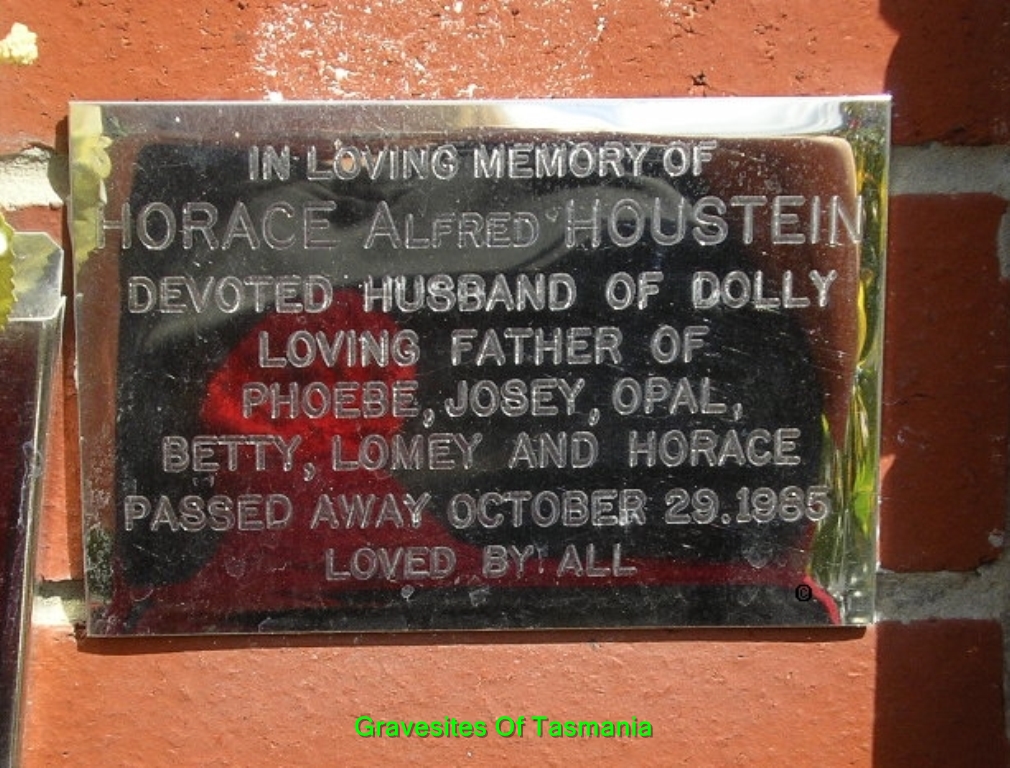 IN LOVING MEMORY OF
HORACE ALFRED HOUSTEIN
DEVOTED HUSBAND OF DOLLY
LOVING FATHER OF
PHOEBE, JOSEY, OPAL,
BETTY, LOMEY AND HORACE
PASSED AWAY OCTOBER 29.1985
LOVED BY ALL
©
Gravesites Of Tasmania